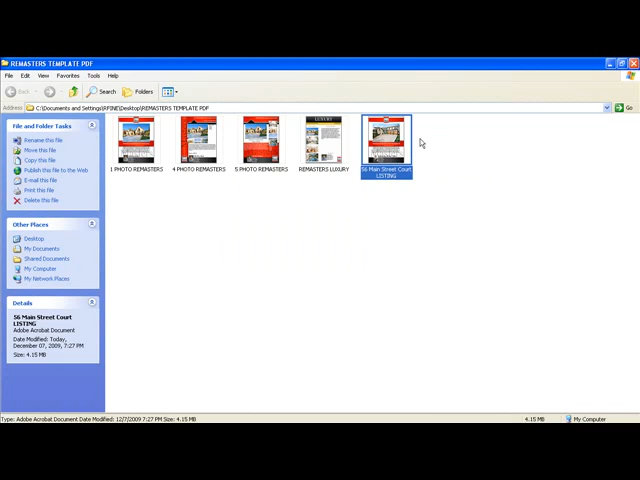 REMASTERS TEMPLATE PDF
File Edit View Favorites Tools Help
Back Search Folders
Address C:\Documents and Settings\RFINE\Desktop\REMASTERS TEMPLATE PDF Go
File and Folder Tasks
Rename this file
Move this file
Copy this file
Publish this file to the Web
E-mail this file
Print this file
Delete this file
Other Places
Desktop
My Documents
Shared Documents
My Computer
My Network Places
Details
56 Main Street Court
LISTING
Adobe Acrobat Document
Date Modified: Today,
December 07, 2009, 7:27 PM
Size: 4.15 MB
LUXURY
1 PHOTO REMASTERS 4 PHOTO REMASTERS 5 PHOTO REMASTERS REMASTERS LUXURY 56 Main Street Court
LISTING
Type: Adobe Acrobat Document Date Modified: 12/7/2009 7:27 PM Size: 4.15 MB 4.15 MB My Computer